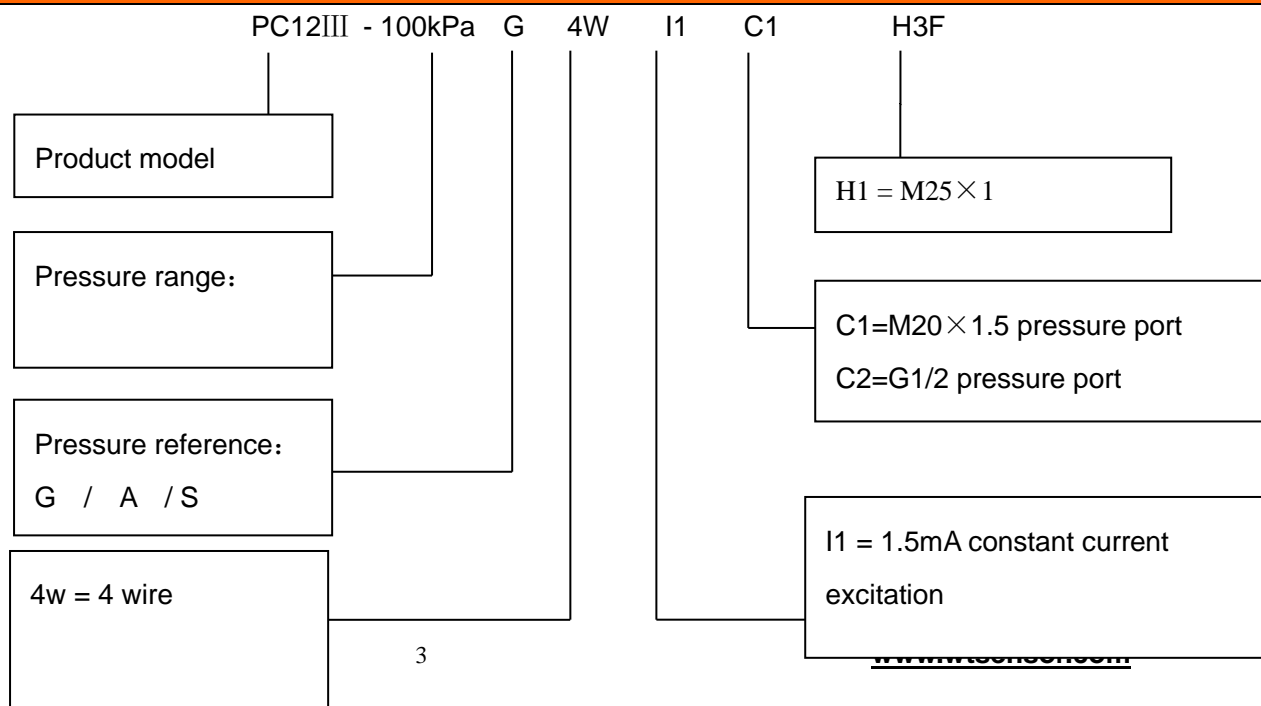 PC12Ⅲ - 100kPa G 4W I1 C1 H3F
Product model
H1 = M25×1
Pressure range：
C1=M20×1.5 pressure port
C2=G1/2 pressure port
Pressure reference：
G / A / S
I1 = 1.5mA constant current
excitation
4w = 4 wire
3